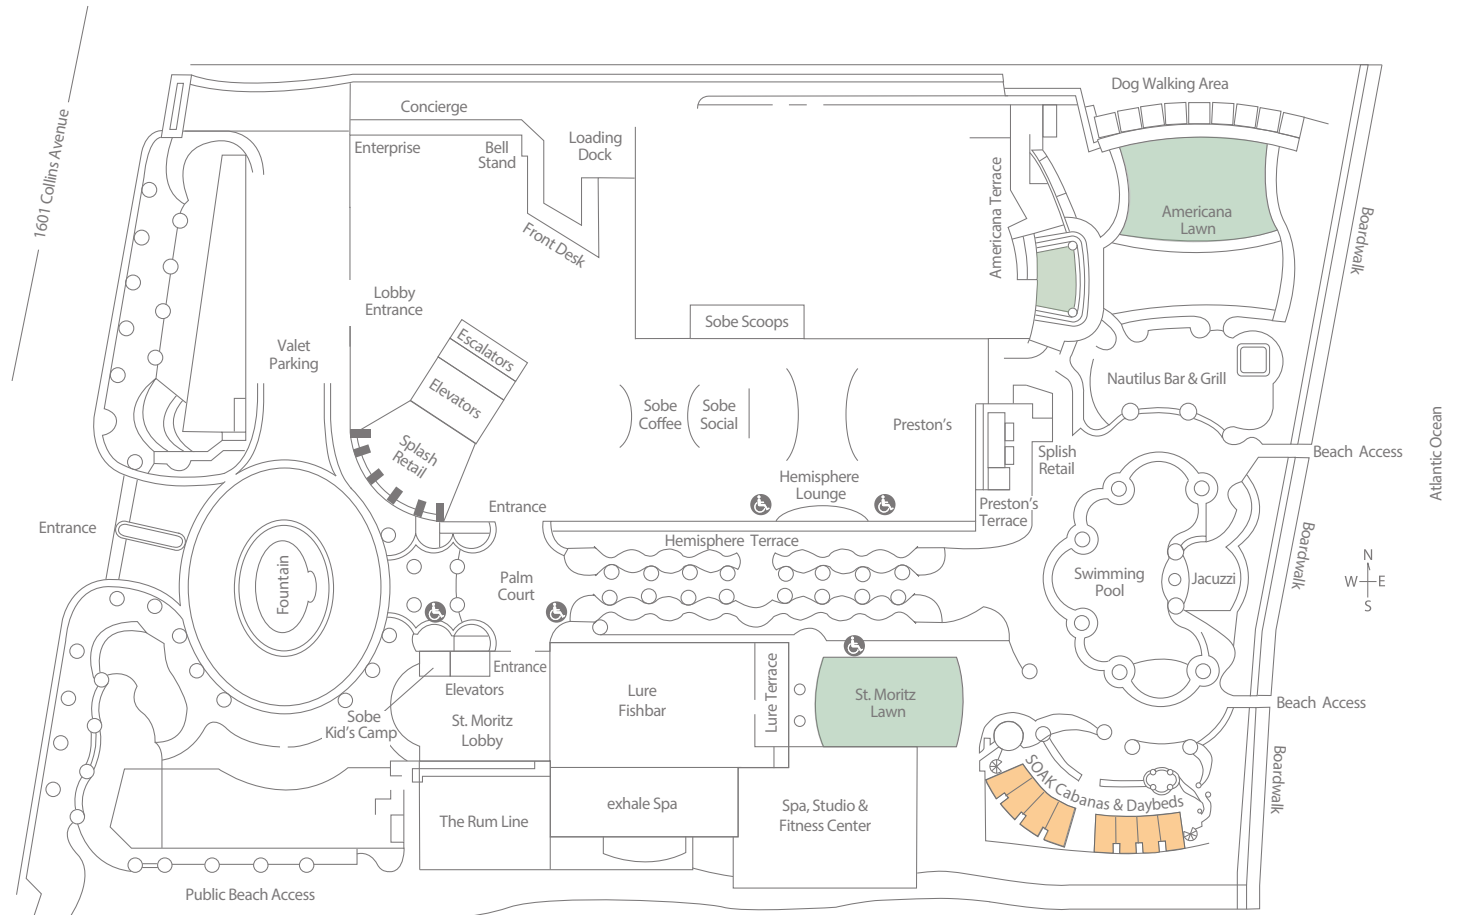 Dog Walking Area
Concierge
Enterprise
Bell
Stand
Loading
Dock
Front Desk
1601 Collins Avenue
Americana Terrace
Americana
Lawn
Boardwalk
Lobby
Entrance
Sobe Scoops
Valet
Parking
Escalators
Elevators
Splash
Retail
Sobe
Coffee
Sobe
Social
Preston's
Nautilus Bar & Grill
Splish
Retail
Beach Access
Atlantic Ocean
Hemisphere
Lounge
Preston's
Terrace
Entrance
Entrance
Hemisphere Terrace
Fountain
Palm
Court
Swimming
Pool
Jacuzzi
Boardwalk
N
W E
S
Entrance
Elevators
Sobe
Kid's Camp
St. Moritz
Lobby
Lure
Fishbar
Lure Terrace
St. Moritz
Lawn
Beach Access
Boardwalk
SOAK Cabanas & Daybeds
The Rum Line
exhale Spa
Spa, Studio &
Fitness Center
Public Beach Access